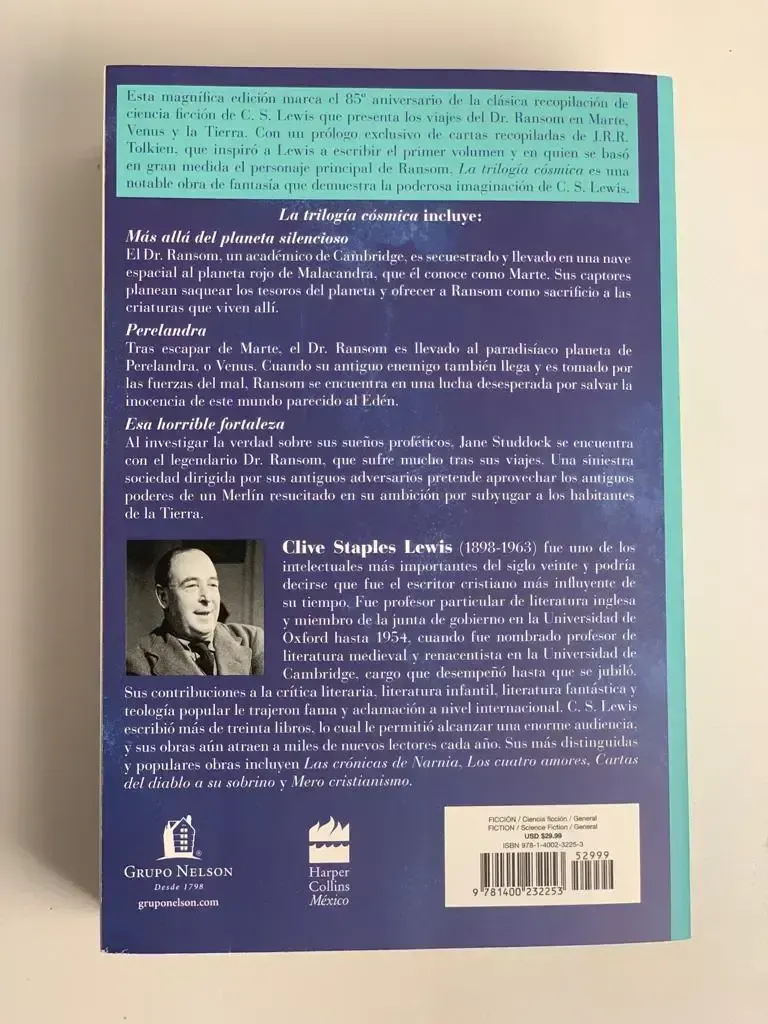 Esta magnífica edición marca el 85º aniversario de la clásica recopilación de
ciencia ficción de C. S. Lewis que presenta los viajes del Dr. Ransom en Marte,
Venus y la Tierra. Con un prólogo exclusivo de cartas recopiladas de J.R.R.
Tolkien, que inspiró a Lewis a escribir el primer volumen y en quien se basó
en gran medida el personaje principal de Ransom, La trilogía cósmica es una
notable obra de fantasía que demuestra la poderosa imaginación de C. S. Lewis.
La trilogía cósmica incluye:
Más allá del planeta silencioso
El Dr. Ransom, un académico de Cambridge, es secuestrado y llevado en una nave
espacial al planeta rojo de Malacandra, que él conoce como Marte. Sus captores
planean saquear los tesoros del planeta y ofrecer a Ransom como sacrificio a las
criaturas que viven allí.
Perelandra
Tras escapar de Marte, el Dr. Ransom es llevado al paradisíaco planeta de
Perelandra, o Venus. Cuando su antiguo enemigo también llega y es tomado por
las fuerzas del mal, Ransom se encuentra en una lucha desesperada por salvar la
inocencia de este mundo parecido al Edén.
Esa horrible fortaleza
Al investigar la verdad sobre sus sueños proféticos, Jane Studdock se encuentra
con el legendario Dr. Ransom, que sufre mucho tras sus viajes. Una siniestra
sociedad dirigida por sus antiguos adversarios pretende aprovechar los antiguos
poderes de un Merlín resucitado en su ambición por subyugar a los habitantes
de la Tierra.
Clive Staples Lewis (1898-1963) fue uno de los
intelectuales más importantes del siglo veinte y podría
decirse que fue el escritor cristiano más influyente de
su tiempo. Fue profesor particular de literatura inglesa
y miembro de la junta de gobierno en la Universidad de
Oxford hasta 1954, cuando fue nombrado profesor de
literatura medieval y renacentista en la Universidad de
Cambridge, cargo que desempeñó hasta que se jubiló.
Sus contribuciones a la crítica literaria, literatura infantil, literatura fantástica y
teología popular le trajeron fama y aclamación a nivel internacional. C. S. Lewis
escribió más de treinta libros, lo cual le permitió alcanzar una enorme audiencia,
y sus obras aún atraen a miles de nuevos lectores cada año. Sus más distinguidas
y populares obras incluyen Las crónicas de Narnia, Los cuatro amores, Cartas
del diablo a su sobrino y Mero cristianismo.
GRUPO NELSON
Desde 1798
gruponelson.com
Harper
Collins
México
FICCIÓN / Ciencia ficción / General
FICTION / Science Fiction / General
USD $29.99
ISBN 978-1-4002-3225-3
52999
9 781400 232253